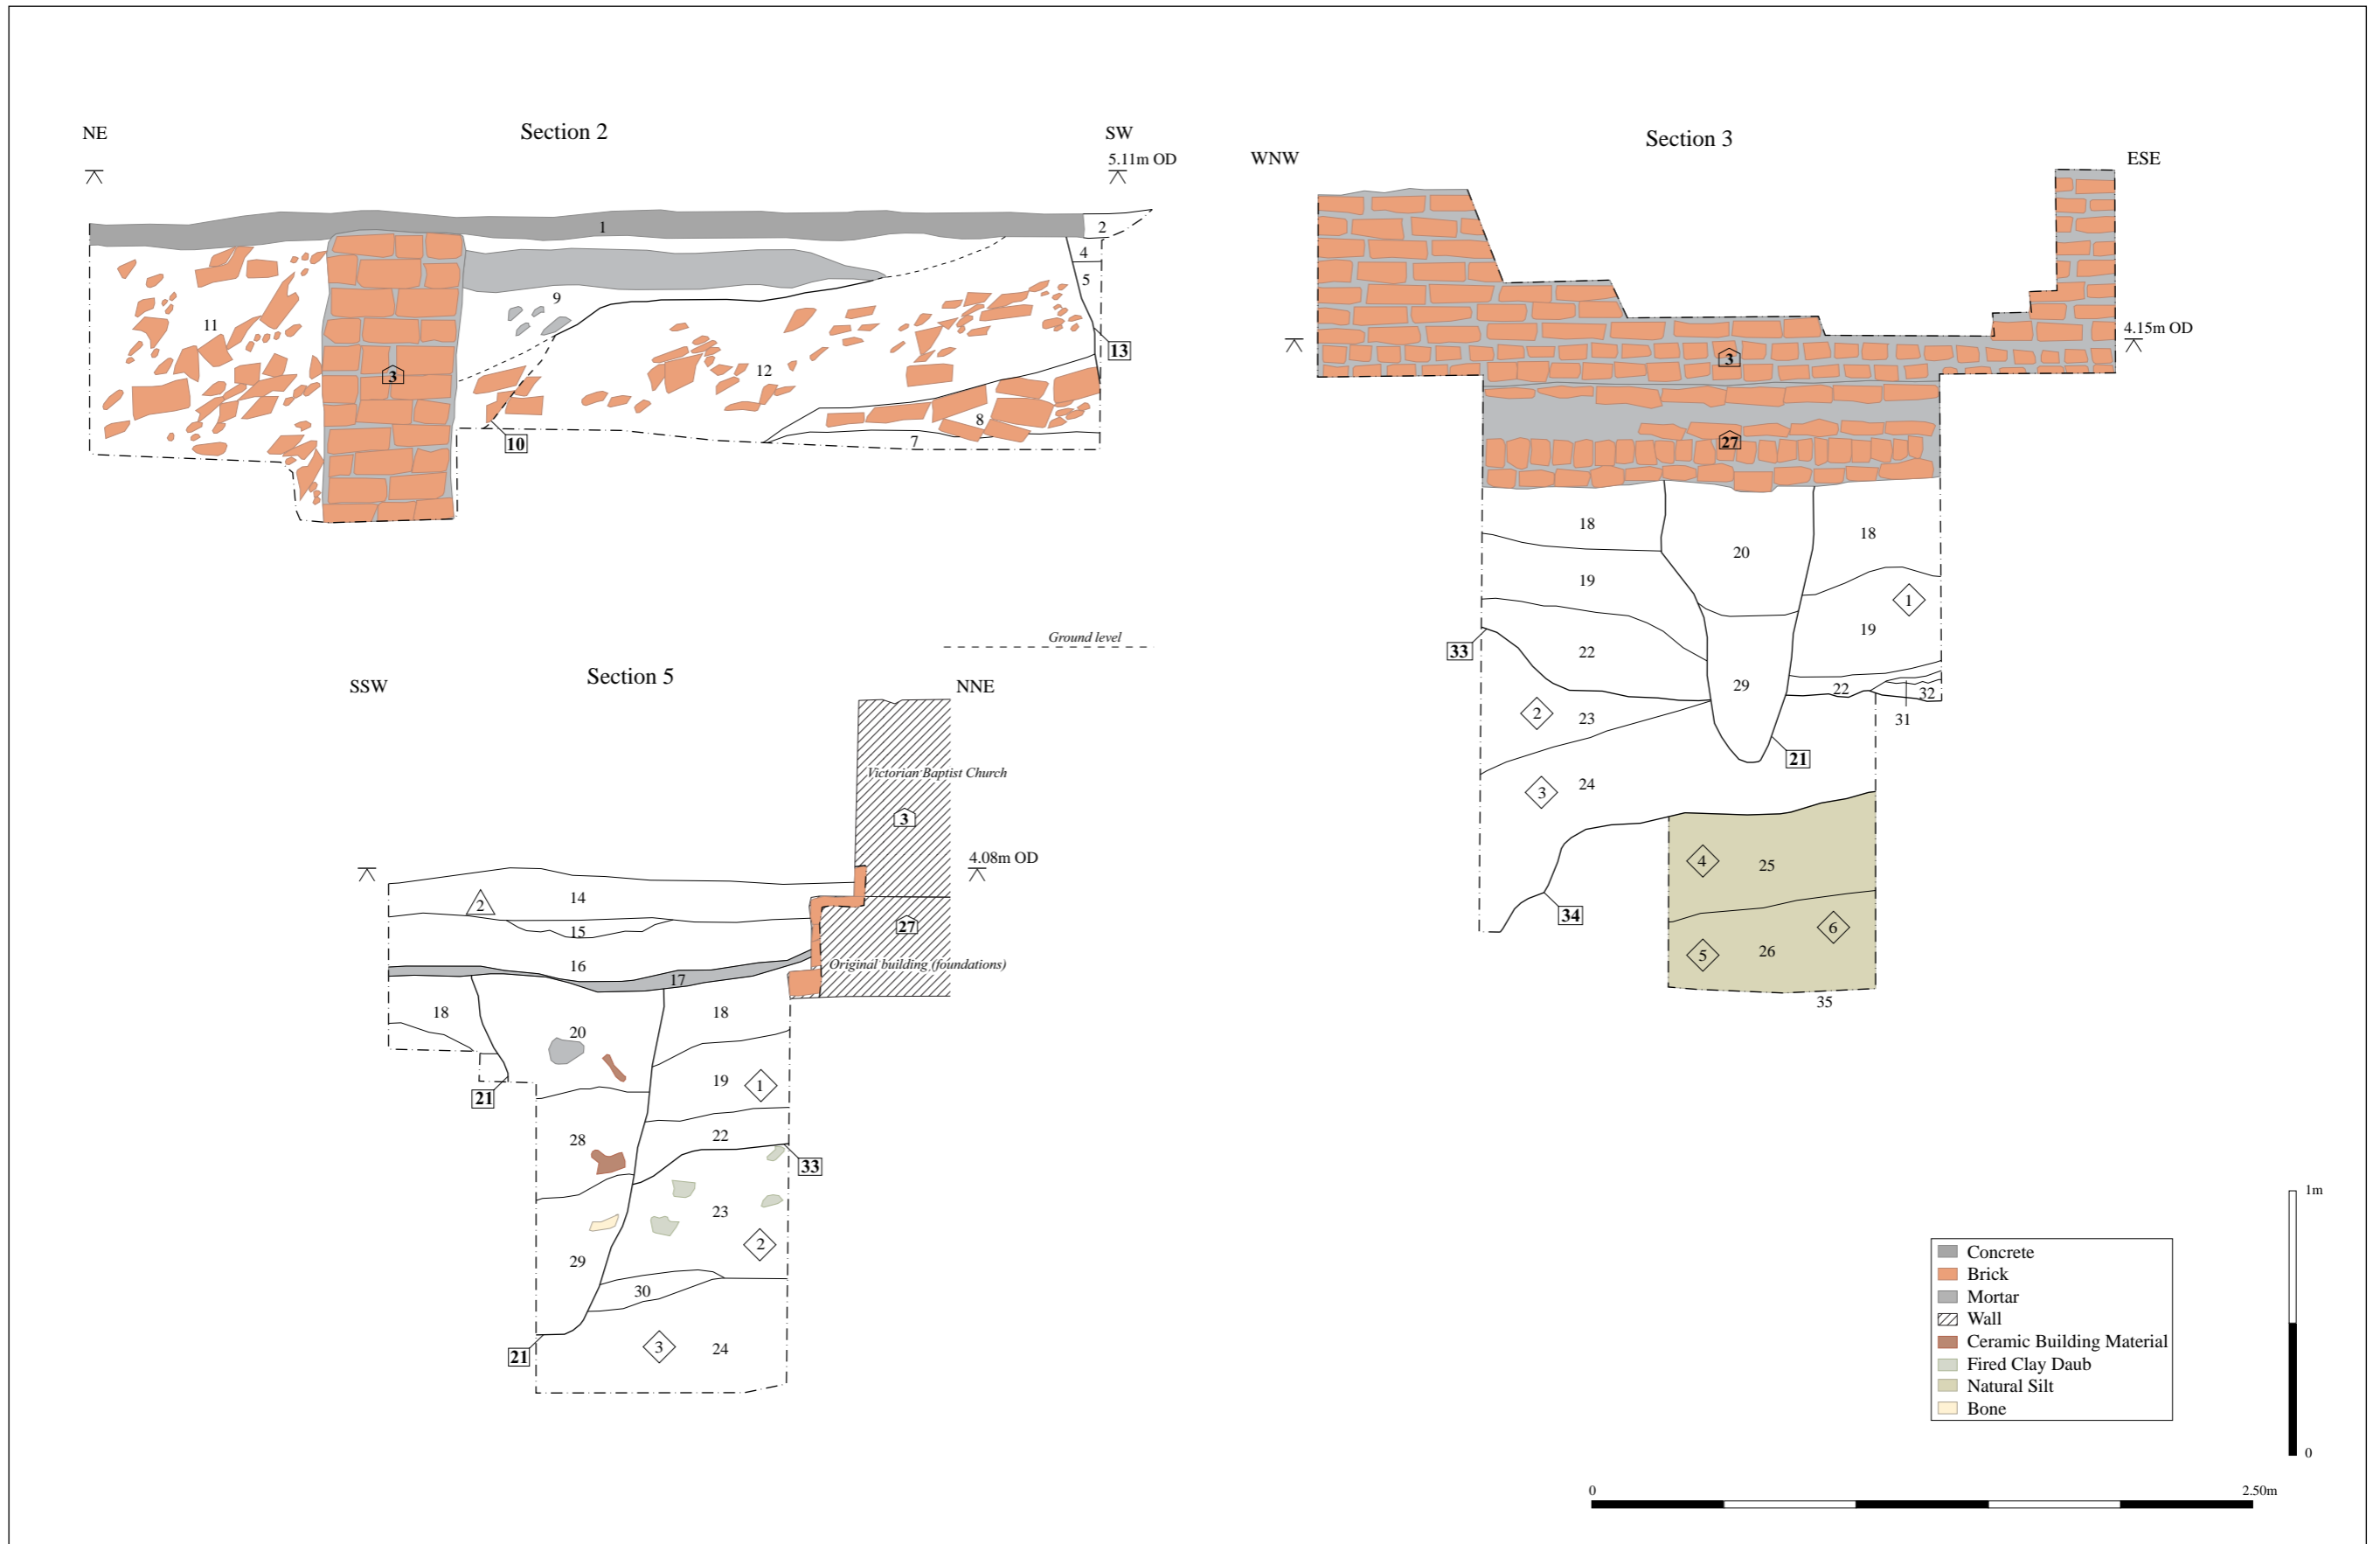 Section 2
NE
SW
5.11m OD
1
2
4
5
9
11
3
12
13
8
7
10
Section 3
WNW
ESE
4.15m OD
3
27
18
20
18
19
1
19
33
22
29
22
32
31
2
23
21
3
24
34
4
25
6
5
26
35
Ground level
Section 5
SSW
NNE
Victorian Baptist Church
3
4.08m OD
2
14
15
27
16
Original building (foundations)
17
18
20
18
21
19
1
28
22
33
23
2
29
30
21
3
24
Concrete
Brick
Mortar
Wall
Ceramic Building Material
Fired Clay Daub
Natural Silt
Bone
1m
0
0
2.50m